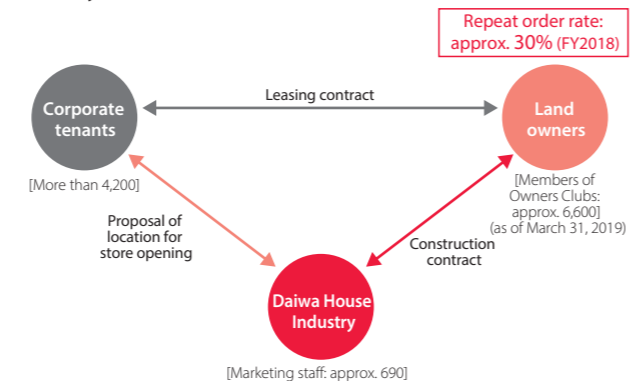 Repeat order rate:
approx. 30% (FY2018)
Leasing contract
Corporate
tenants
Land
owners
[More than 4,200]
[Members of
Owners Clubs:
approx. 6,600]
(as of March 31, 2019)
Proposal of
location for
store opening
Construction
contract
Daiwa House
Industry
[Marketing staff: approx. 690]